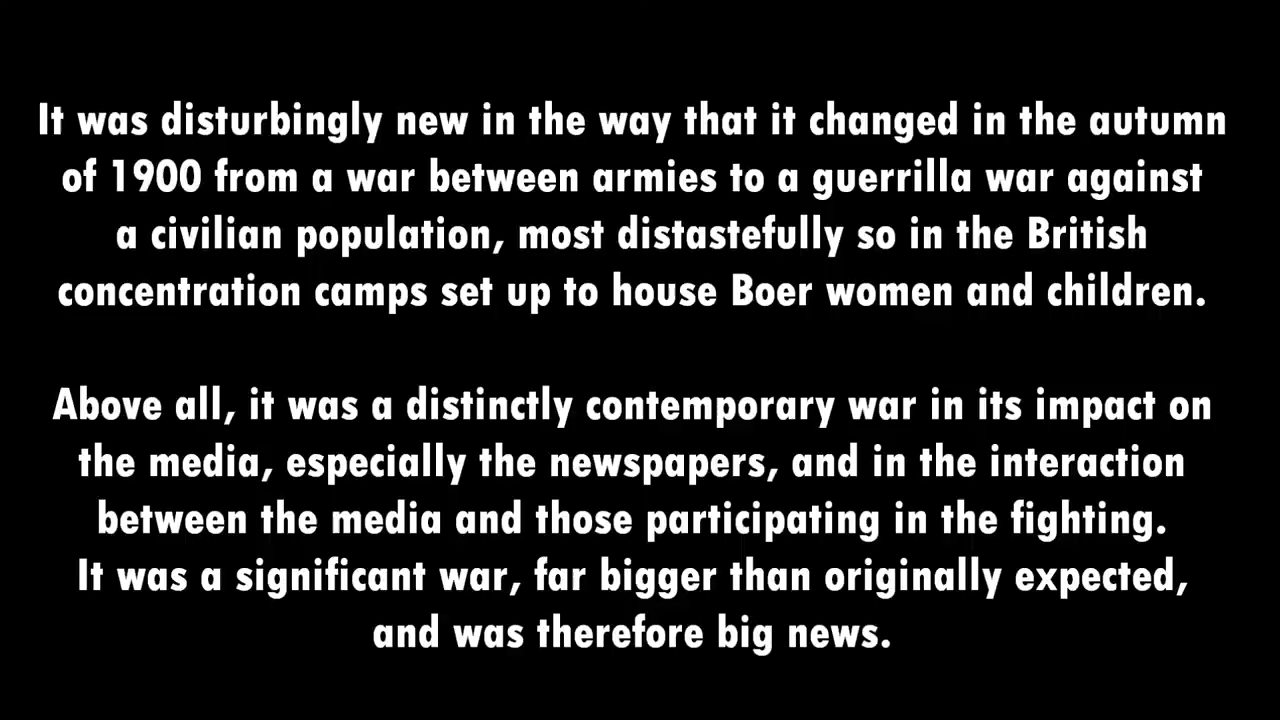 It was disturbingly new in the way that it changed in the autumn
of 1900 from a war between armies to a guerrilla war against
a civilian population, most distastefully so in the British
concentration camps set up to house Boer women and children.
Above all, it was a distinctly contemporary war in its impact on
the media, especially the newspapers, and in the interaction
between the media and those participating in the fighting.
It was a significant war, far bigger than originally expected,
and was therefore big news.